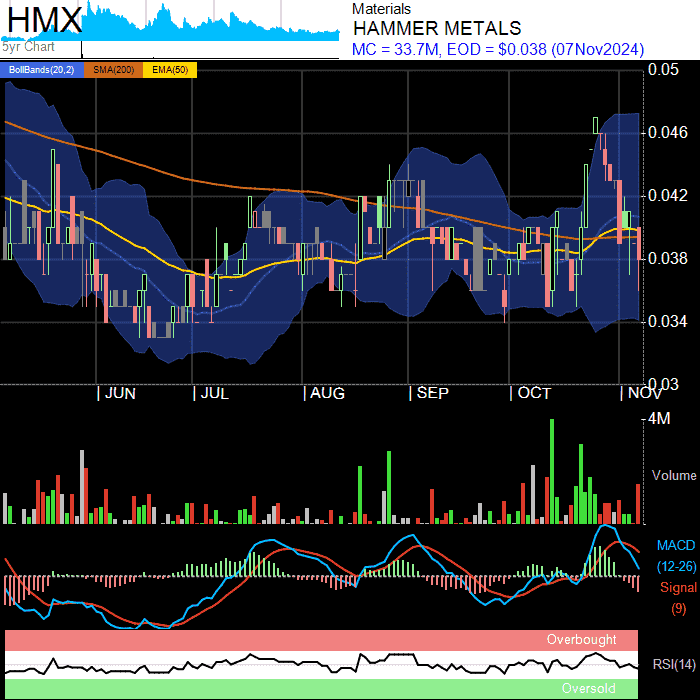 HMX
5yr Chart
Materials
HAMMER METALS
MC = 33.7M, EOD = $0.038 (07Nov2024)
BollBands(20,2) SMA(200) EMA(50)
0.05
0.046
0.042
0.038
0.034
0.03
JUN JUL AUG SEP OCT NOV
4M
Volume
MACD
(12-26)
Signal
(9)
Overbought
RSI(14)
Oversold